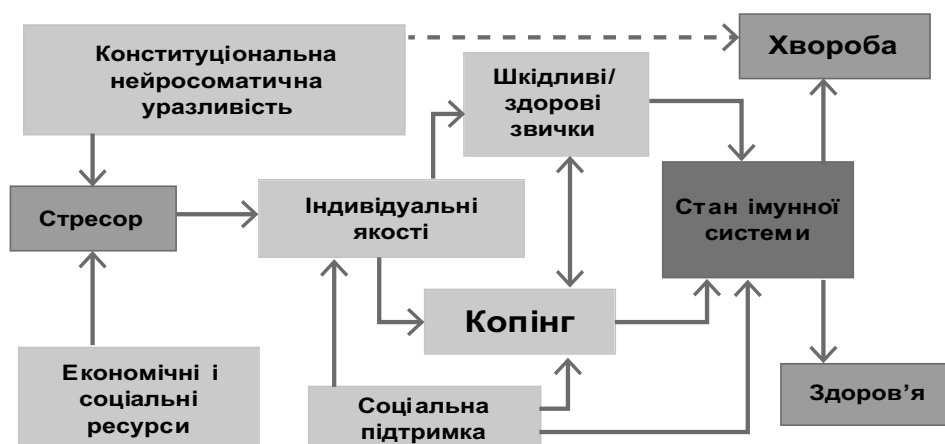 Конституціональна
нейросоматична
уразливість
Хвороба
Шкідливі/
здорові
звички
Стресор
Індивідуальні
якості
Стан імунної
системи
Копінг
Економічні і
соціальні
ресурси
Соціальна
підтримка
Здоров’я